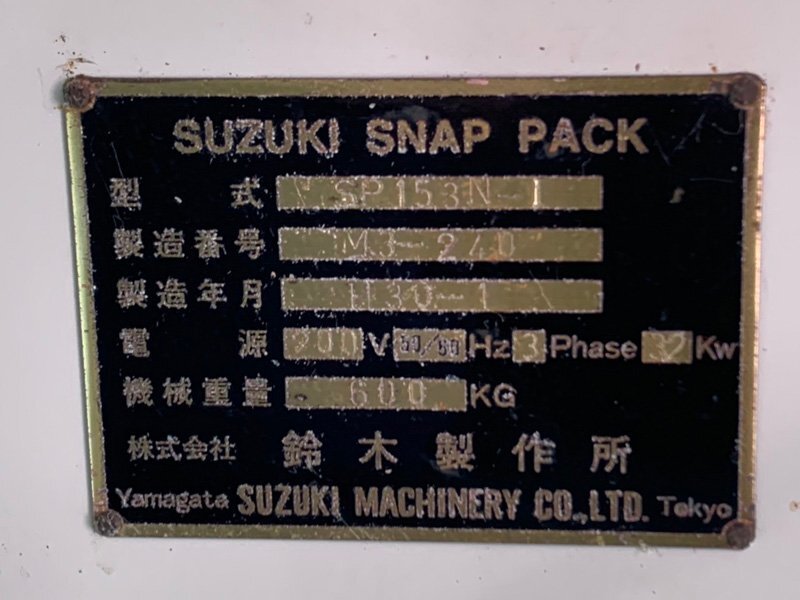 SUZUKI SNAP PACK
型式 SP153N-1
製造番号 M3-240
製造年月 H30-1
電源 200 V 50/60 Hz 3 Phase 32 Kw
機械重量 600 KG
株式会社 鈴木製作所
Yamagata SUZUKI MACHINERY CO.,LTD. Tokyo